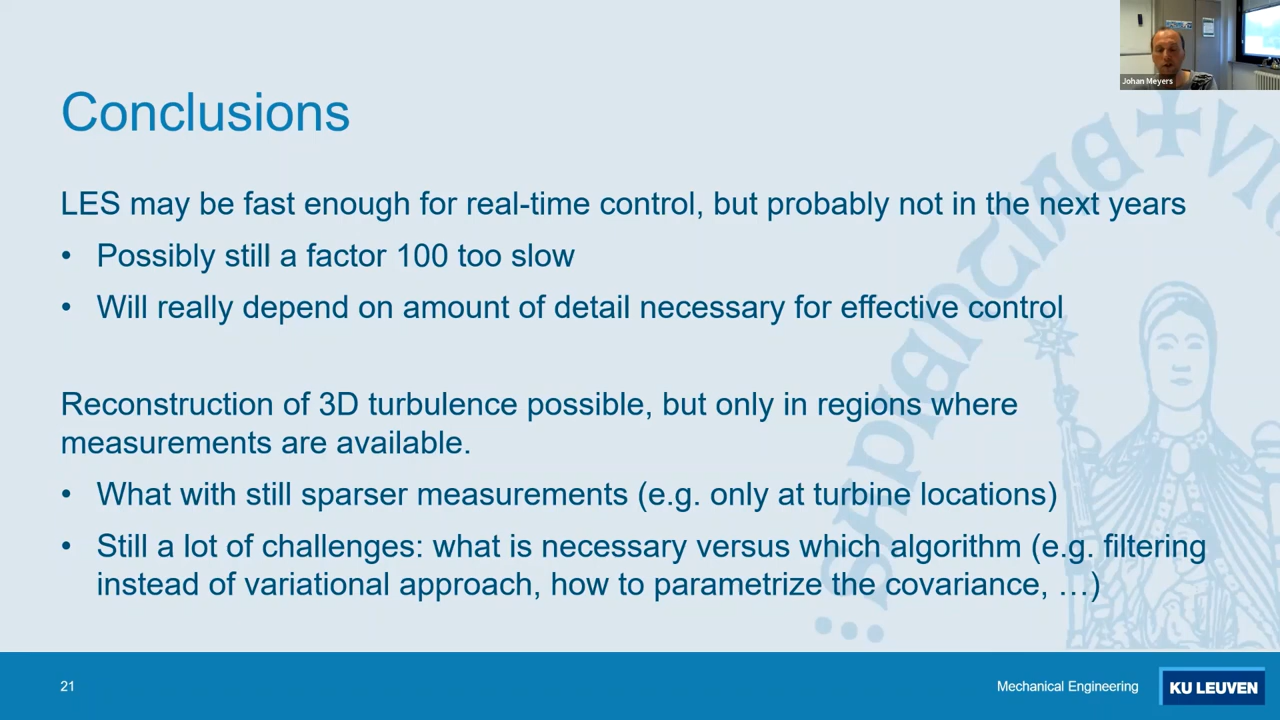 Johan Meyers
Conclusions
LES may be fast enough for real-time control, but probably not in the next years
• Possibly still a factor 100 too slow
• Will really depend on amount of detail necessary for effective control
Reconstruction of 3D turbulence possible, but only in regions where
measurements are available.
• What with still sparser measurements (e.g. only at turbine locations)
• Still a lot of challenges: what is necessary versus which algorithm (e.g. filtering
instead of variational approach, how to parametrize the covariance, …)
21
Mechanical Engineering
KU LEUVEN